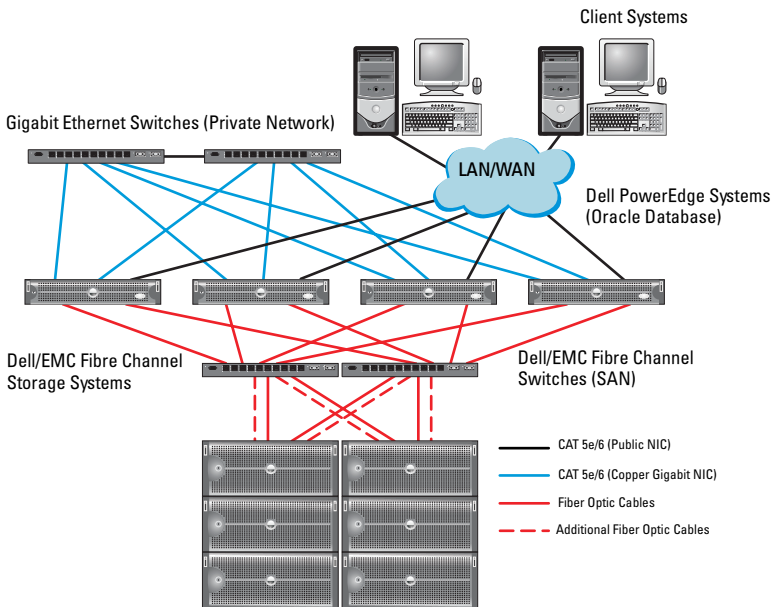 Client Systems
Gigabit Ethernet Switches (Private Network)
LAN/WAN
Dell PowerEdge Systems
(Oracle Database)
Dell/EMC Fibre Channel
Storage Systems
Dell/EMC Fibre Channel
Switches (SAN)
CAT 5e/6 (Public NIC)
CAT 5e/6 (Copper Gigabit NIC)
Fiber Optic Cables
Additional Fiber Optic Cables